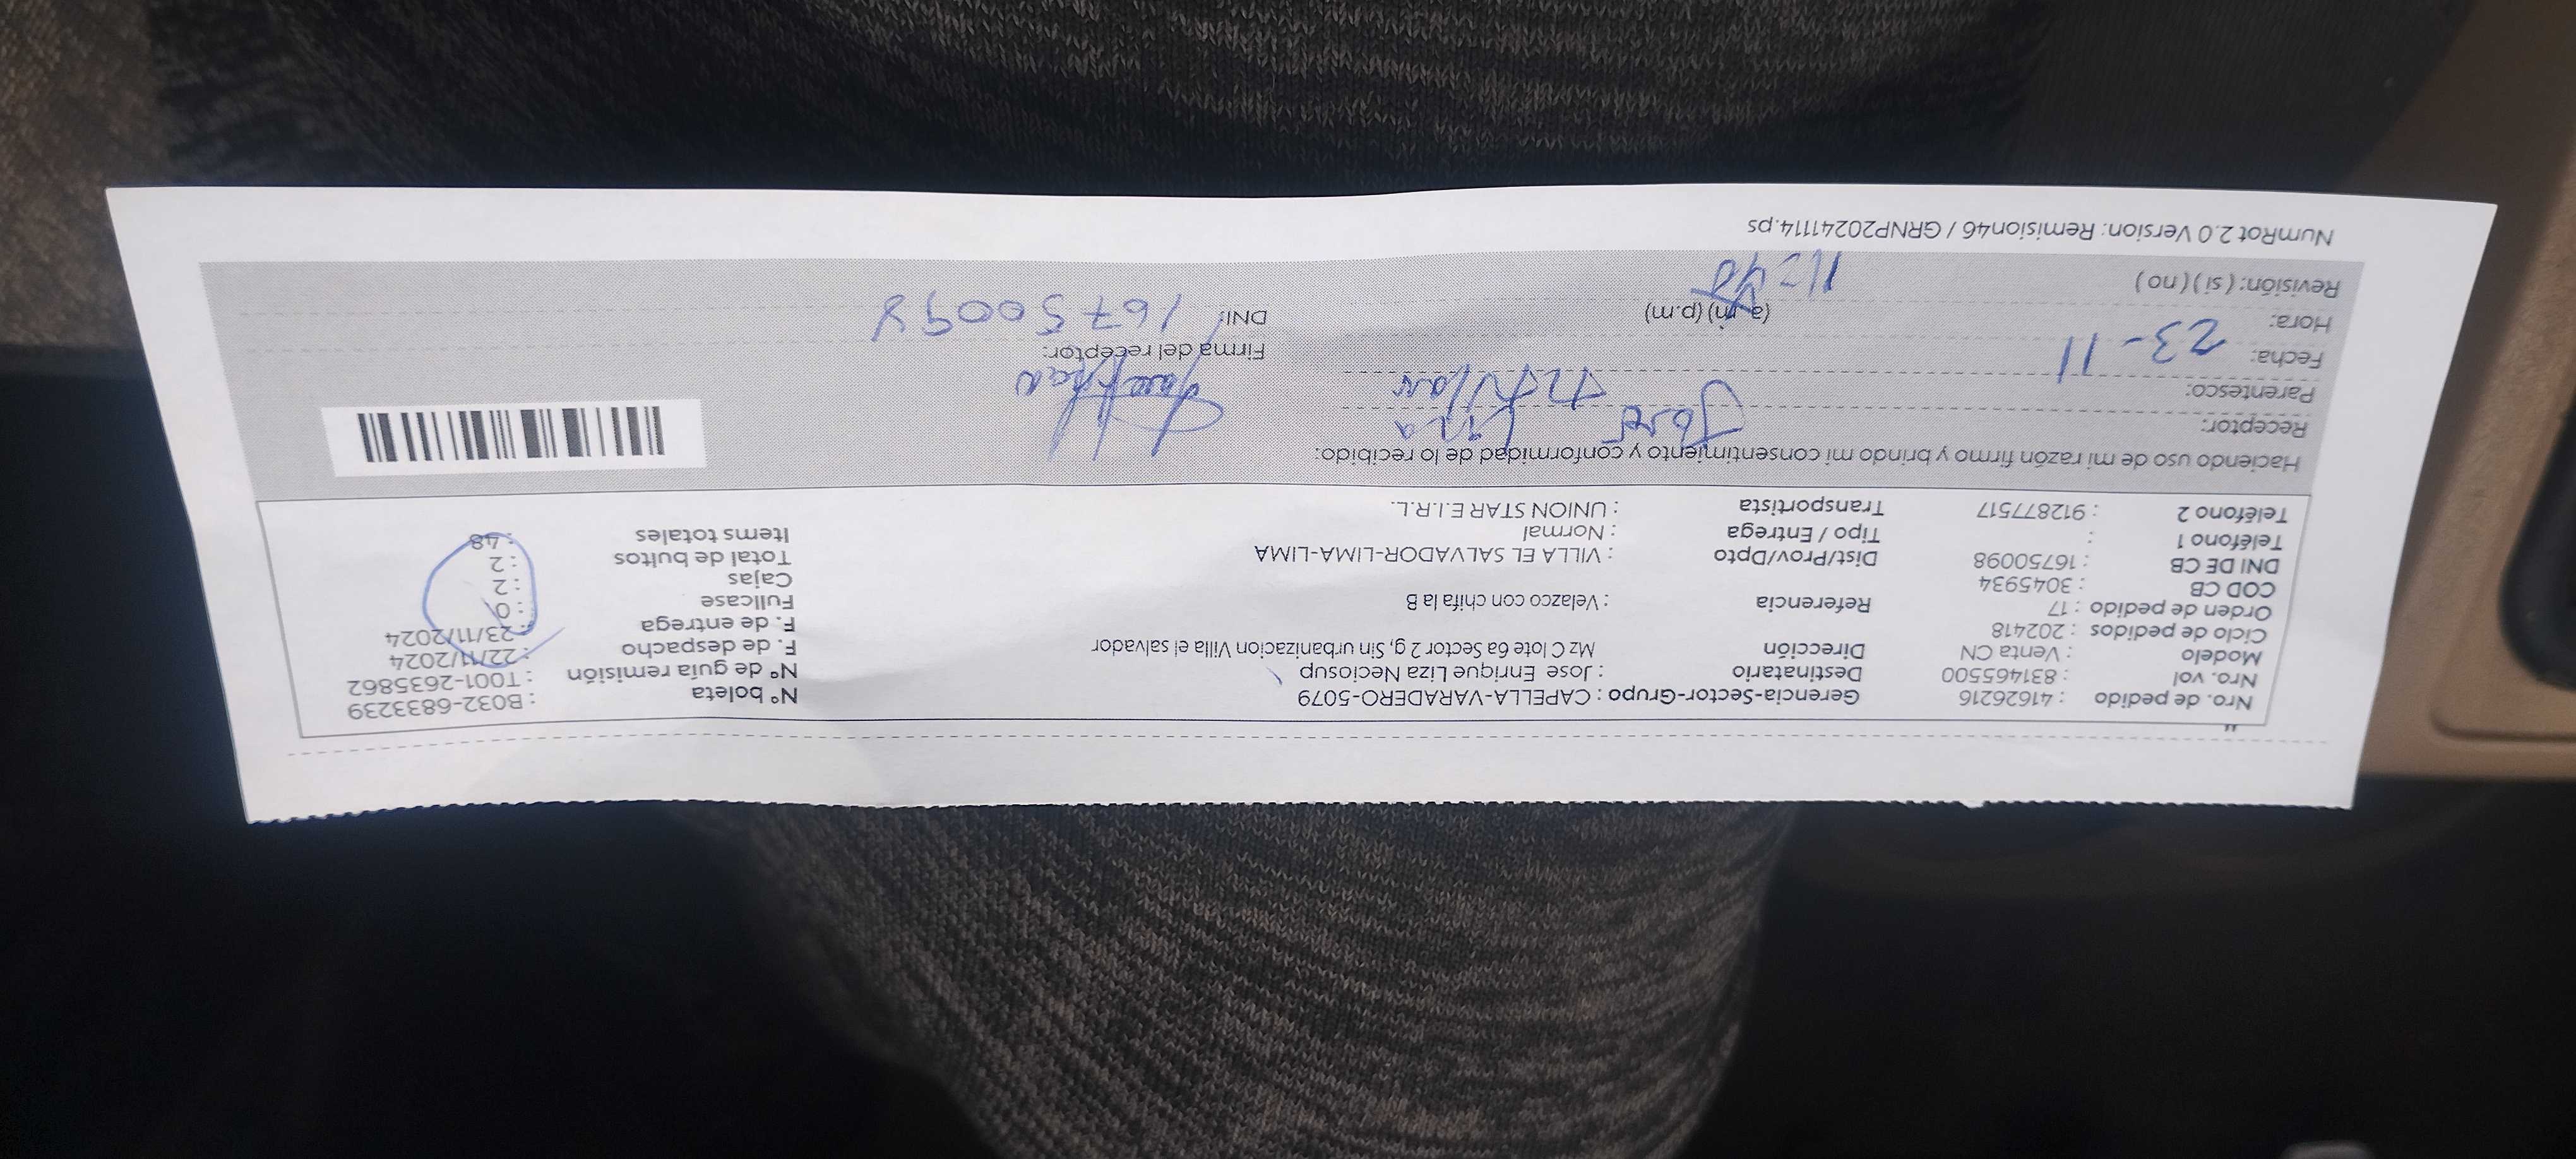 Nro. de pedido : 41626216 Gerencia-Sector-Grupo : CAPELLA-VARADERO-5079 N° boleta : B032-6833239
Nro. vol : 831465500 Destinatario : Jose Enrique Liza Neciosup N° de guía remisión : T001-2635862
Modelo : Venta CN Dirección Mz C lote 6a Sector 2 g, Sin urbanizacion Villa el salvador F. de despacho : 22/11/2024
Ciclo de pedidos : 202418 F. de entrega : 23/11/2024
Orden de pedido : 17 Referencia : Velazco con chifa la B Fullcase : 0
COD CB : 3045934 Cajas : 2
DNI DE CB : 16750098 Dist/Prov/Dpto : VILLA EL SALVADOR-LIMA-LIMA Total de bultos : 2
Teléfono 1 : Tipo / Entrega : Normal Items totales : 48
Teléfono 2 : 912877517 Transportista : UNION STAR E.I.R.L.
Haciendo uso de mi razón firmo y brindo mi consentimiento y conformidad de lo recibido:
Receptor: José
Parentesco:
Fecha: 23-11 Firma del receptor:
Hora: 11:40 (a.m) (p.m) DNI: 16750098
Revisión: ( si ) ( no )
NumRot 2.0 Version: Remision46 / GRNP20241114.ps